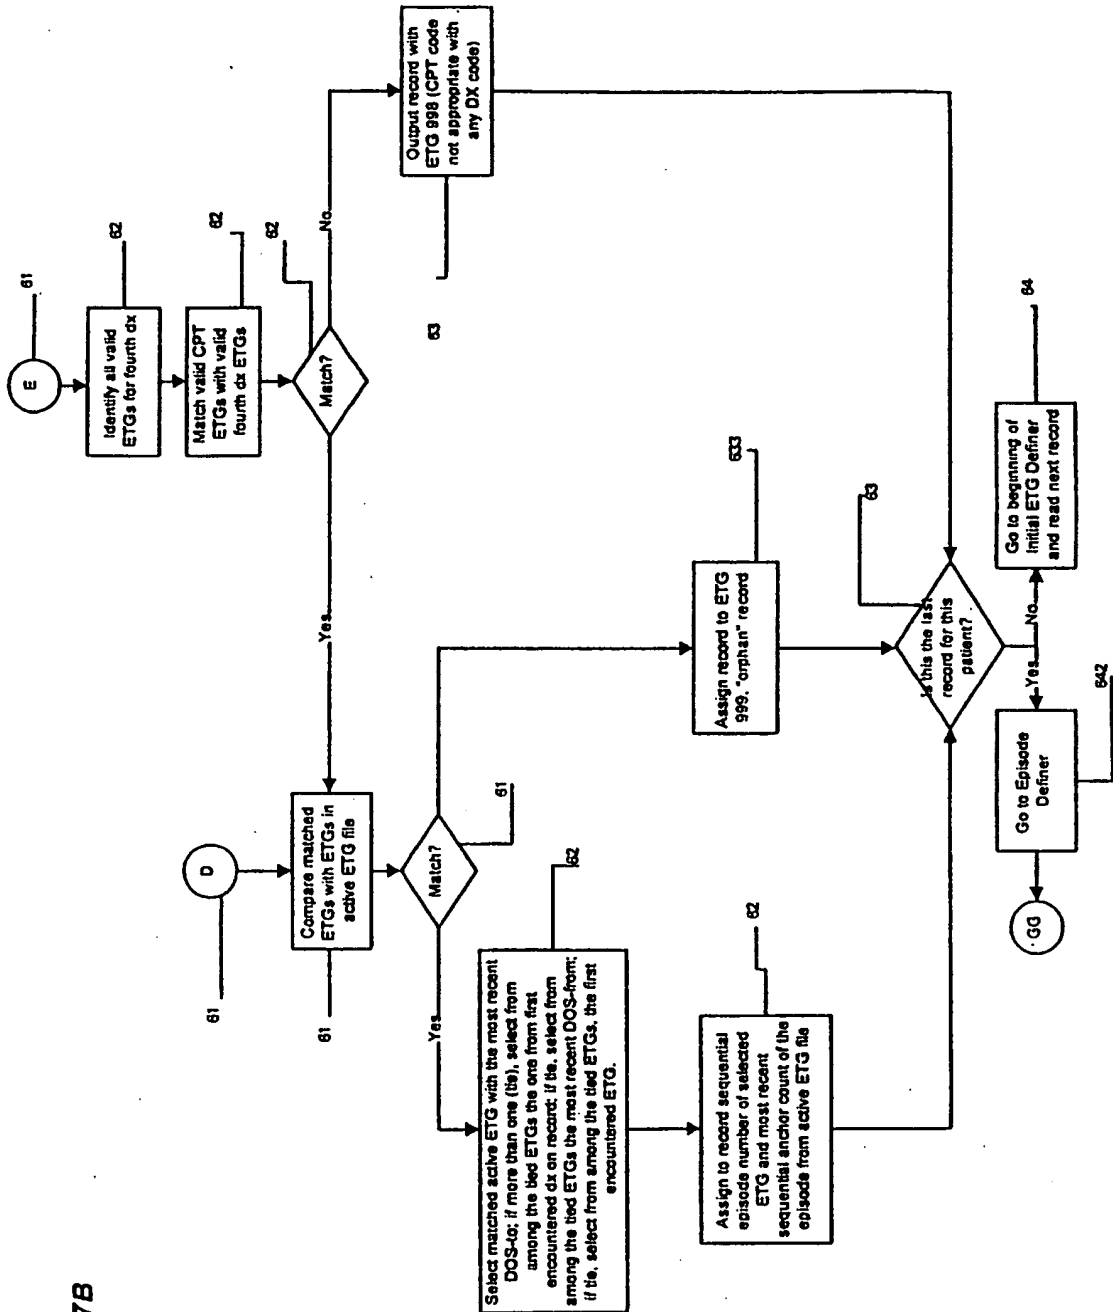 7B
E
61
Identify all valid
ETGs for fourth dx
62
Match valid CPT
ETGs with valid
fourth dx ETGs
62
Match?
62
No
Output record with
ETG 998 (CPT code
not appropriate with
any DX code)
63
Yes
D
61
Compare matched
ETGs with ETGs in
active ETG file
61
Match?
61
Yes
Select matched active ETG with the most recent
DOS-to; if more than one (tie), select from
among the tied ETGs the one from first
encountered dx on record; if tie, select from
among the tied ETGs the most recent DOS-from;
if tie, select from among the tied ETGs, the first
encountered ETG.
62
Assign to record sequential
episode number of selected
ETG and most recent
sequential anchor count of the
episode from active ETG file
62
Assign record to ETG
999, "orphan" record
633
Is this the last
record for this
patient?
63
No
Go to beginning of
Initial ETG Definer
and read next record
64
Yes
Go to Episode
Definer
642
GG